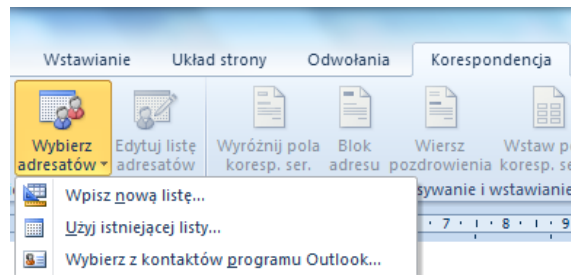 Wstawianie Układ strony Odwołania Korespondencja
Wybierz adresatów
Edytuj listę adresatów
Wyróżnij pola koresp. ser.
Blok adresu
Wiersz pozdrowienia
Wstaw koresp.
i wstawianie
Wpisz nową listę...
7 8 9
Użyj istniejącej listy...
Wybierz z kontaktów programu Outlook...